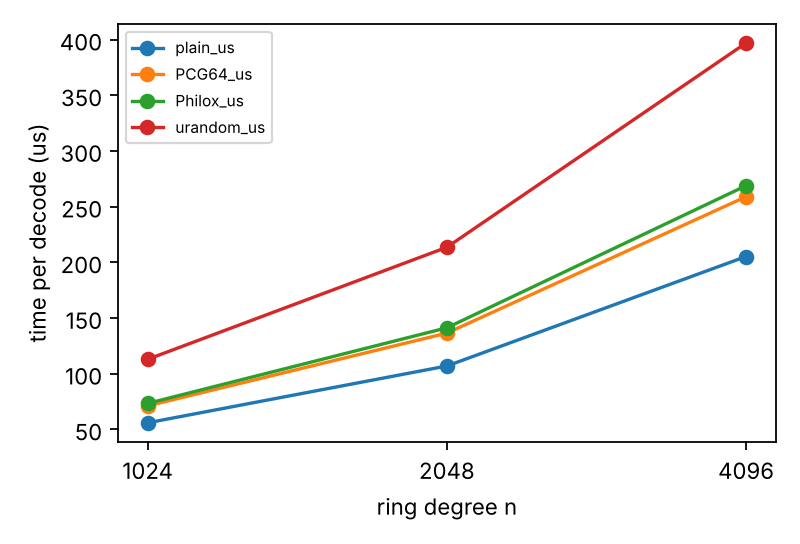 400
350
300
250
200
150
100
50
time per decode (us)
plain_us
PCG64_us
Philox_us
urandom_us
1024 2048 4096
ring degree n